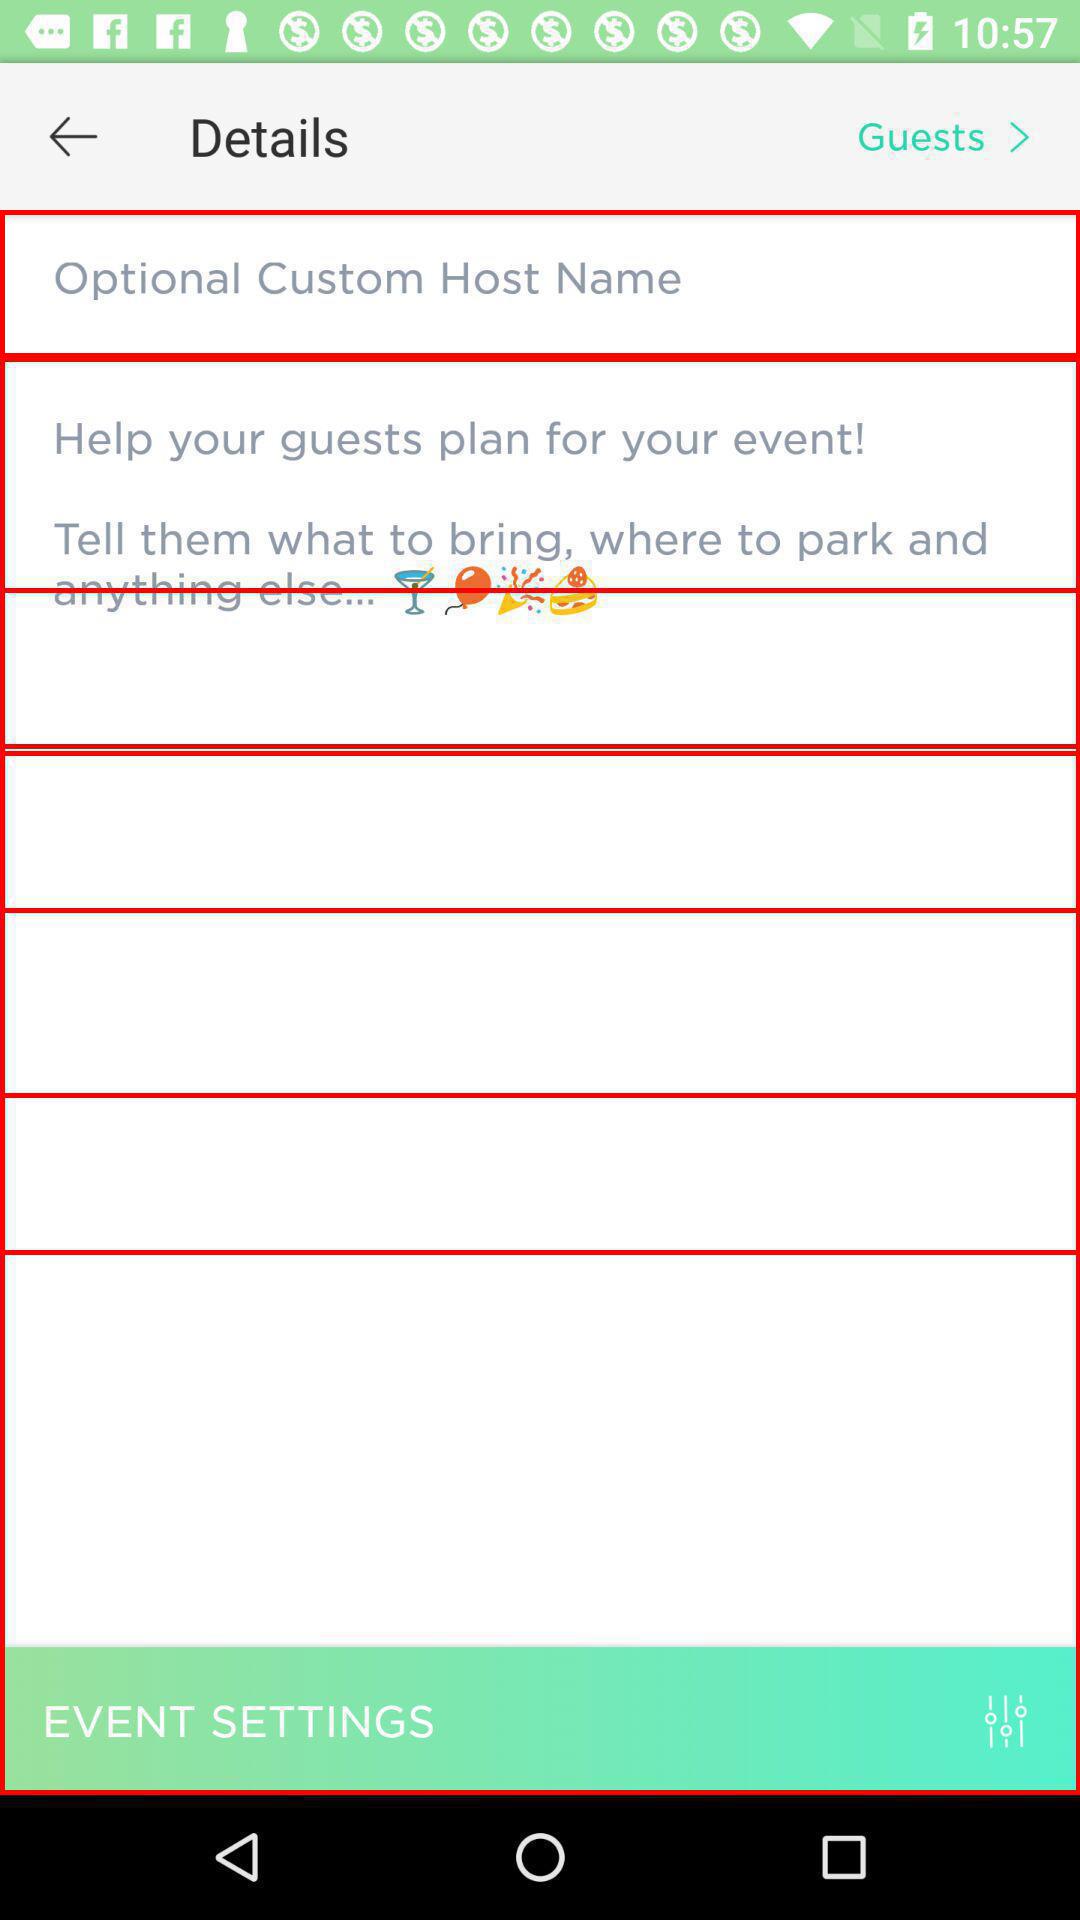 10:57
Details
Guests
Optional Custom Host Name
Help your guests plan for your event!
Tell them what to bring, where to park and
anything else... 🍸🎈🎉🍰
EVENT SETTINGS